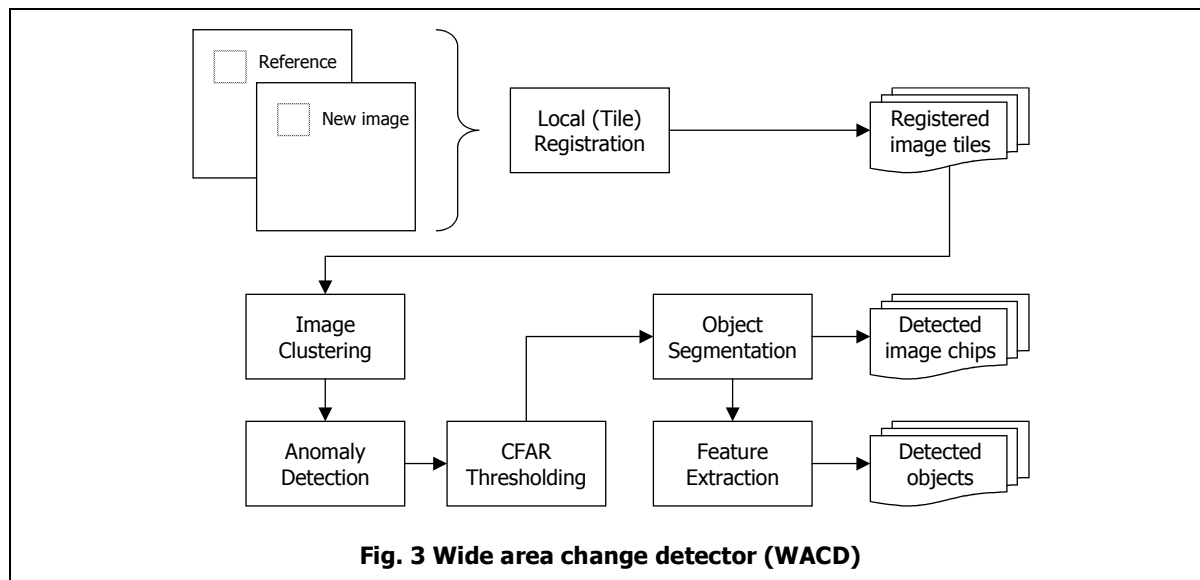 Reference
New image
Local (Tile)
Registration
Registered
image tiles
Image
Clustering
Object
Segmentation
Detected
image chips
Anomaly
Detection
CFAR
Thresholding
Feature
Extraction
Detected
objects
Fig. 3 Wide area change detector (WACD)